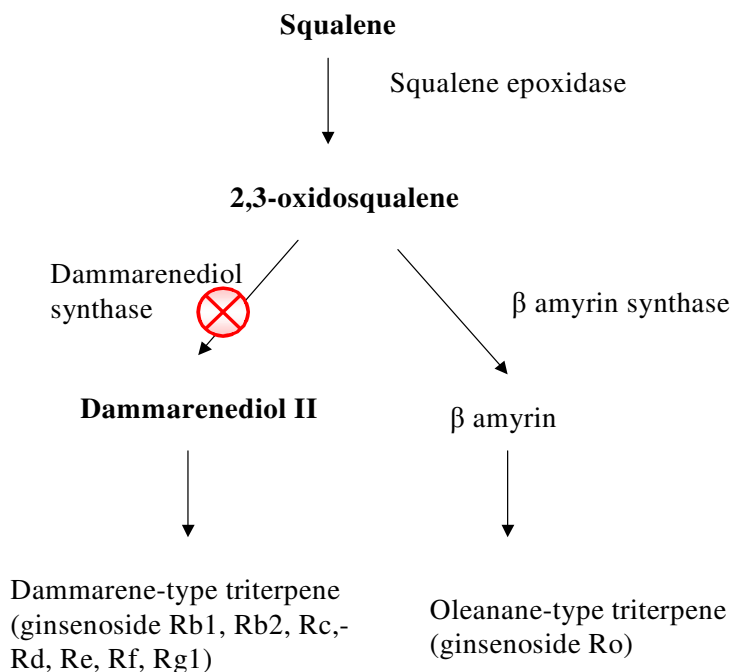 Squalene
Squalene epoxidase
2,3-oxidosqualene
Dammarenediol
synthase
β amyrin synthase
Dammarenediol II
β amyrin
Dammarene-type triterpene
(ginsenoside Rb1, Rb2, Rc,-
Rd, Re, Rf, Rg1)
Oleanane-type triterpene
(ginsenoside Ro)